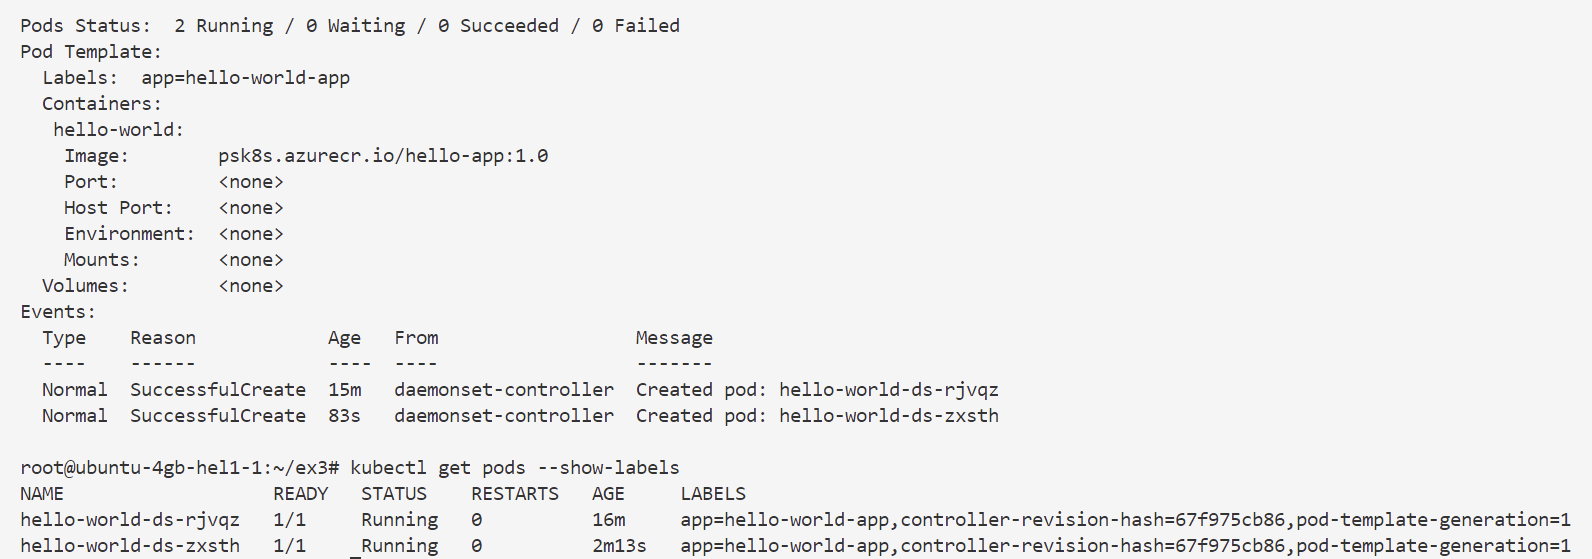 Pods Status:  2 Running / 0 Waiting / 0 Succeeded / 0 Failed
Pod Template:
  Labels:  app=hello-world-app
  Containers:
   hello-world:
    Image:        psk8s.azurecr.io/hello-app:1.0
    Port:         <none>
    Host Port:    <none>
    Environment:  <none>
    Mounts:       <none>
  Volumes:        <none>
Events:
  Type    Reason            Age   From                  Message
  ----    ------            ----  ----                  -------
  Normal  SuccessfulCreate  15m   daemonset-controller  Created pod: hello-world-ds-rjvqz
  Normal  SuccessfulCreate  83s   daemonset-controller  Created pod: hello-world-ds-zxsth
root@ubuntu-4gb-hel1-1:~/ex3# kubectl get pods --show-labels
NAME                   READY   STATUS    RESTARTS   AGE     LABELS
hello-world-ds-rjvqz   1/1     Running   0          16m     app=hello-world-app,controller-revision-hash=67f975cb86,pod-template-generation=1
hello-world-ds-zxsth   1/1     Running   0          2m13s   app=hello-world-app,controller-revision-hash=67f975cb86,pod-template-generation=1